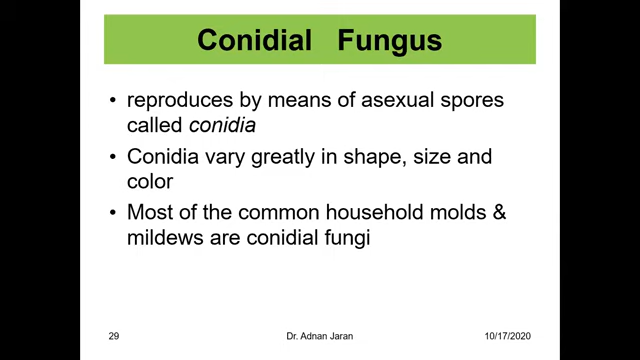 Conidial Fungus
• reproduces by means of asexual spores
called conidia
• Conidia vary greatly in shape, size and
color
• Most of the common household molds &
mildews are conidial fungi
29 Dr. Adnan Jaran 10/17/2020